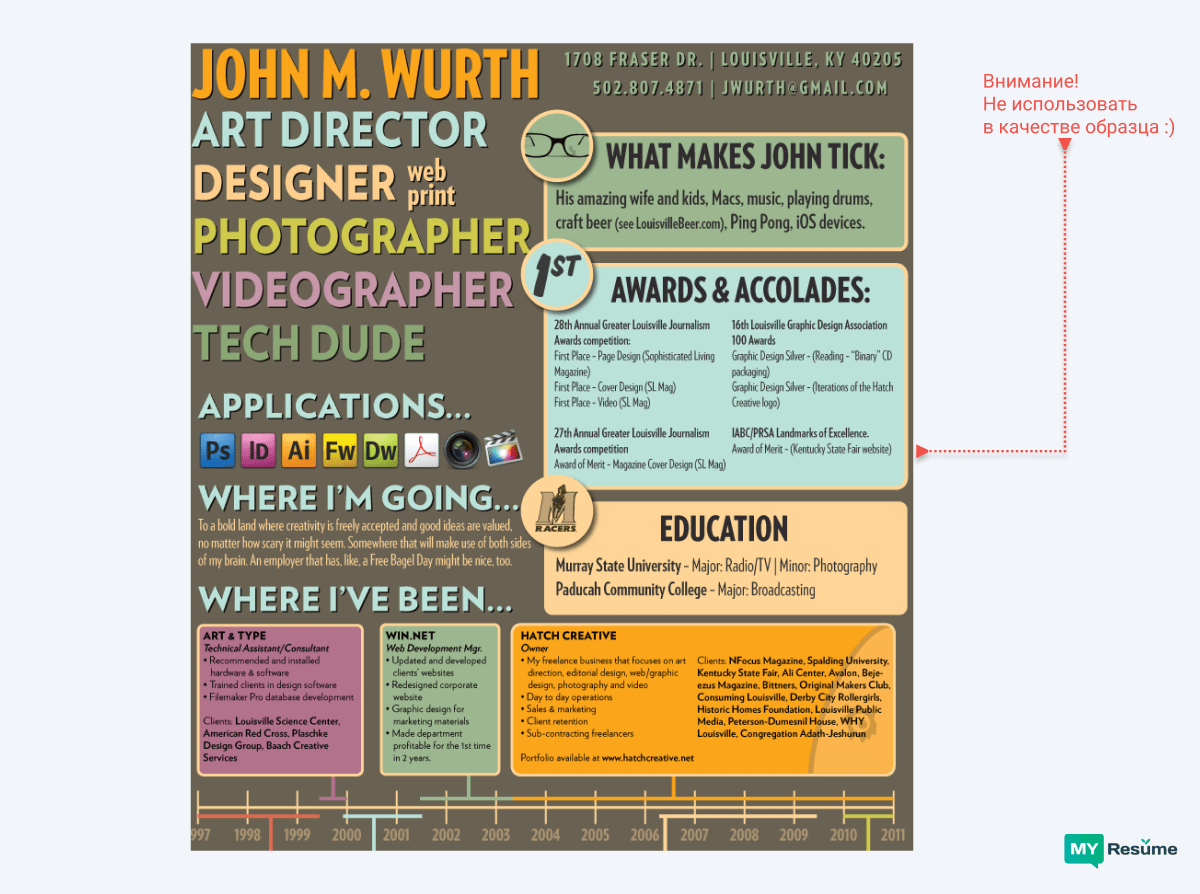 JOHN M. WURTH
1708 FRASER DR. | LOUISVILLE, KY 40205
502.807.4871 | JWURTH@GMAIL.COM
ART DIRECTOR
DESIGNER web
print
PHOTOGRAPHER
VIDEOGRAPHER
TECH DUDE
APPLICATIONS...
Ps ID Ai Fw Dw
WHERE I'M GOING...
To a bold land where creativity is freely accepted and good ideas are valued,
no matter how scary it might seem. Somewhere that will make use of both sides
of my brain. An employer that has, like, a Free Bagel Day might be nice, too.
WHERE I'VE BEEN...
WHAT MAKES JOHN TICK:
His amazing wife and kids, Macs, music, playing drums,
craft beer (see LouisvilleBeer.com), Ping Pong, iOS devices.
1ST
AWARDS & ACCOLADES:
28th Annual Greater Louisville Journalism
Awards competition:
First Place - Page Design (Sophisticated Living
Magazine)
First Place - Cover Design (SL Mag)
First Place - Video (SL Mag)
27th Annual Greater Louisville Journalism
Awards competition
Award of Merit - Magazine Cover Design (SL Mag)
16th Louisville Graphic Design Association
100 Awards
Graphic Design Silver - (Reading - "Binary" CD
packaging)
Graphic Design Silver - (Iterations of the Hatch
Creative logo)
IABC/PRSA Landmarks of Excellence.
Award of Merit - (Kentucky State Fair website)
M
RACERS
EDUCATION
Murray State University - Major: Radio/TV | Minor: Photography
Paducah Community College - Major: Broadcasting
ART & TYPE
Technical Assistant/Consultant
• Recommended and installed
hardware & software
• Trained clients in design software
• Filemaker Pro database development
Clients: Louisville Science Center,
American Red Cross, Plaschke
Design Group, Baach Creative
Services
WIN.NET
Web Development Mgr.
• Updated and developed
clients' websites
• Redesigned corporate
website
• Graphic design for
marketing materials
• Made department
profitable for the 1st time
in 2 years.
HATCH CREATIVE
Owner
• My freelance business that focuses on art
direction, editorial design, web/graphic
design, photography and video
• Day to day operations
• Sales & marketing
• Client retention
• Sub-contracting freelancers
Portfolio available at www.hatchcreative.net
Clients: NFocus Magazine, Spalding University,
Kentucky State Fair, Ali Center, Avalon, Beje-
ezus Magazine, Bittners, Original Makers Club,
Consuming Louisville, Derby City Rollergirls,
Historic Homes Foundation, Louisville Public
Media, Peterson-Dumesnil House, WHY
Louisville, Congregation Adath-Jeshurun
997 1998 1999 2000 2001 2002 2003 2004 2005 2006 2007 2008 2009 2010 2011
Внимание!
Не использовать
в качестве образца :)
MY Resume